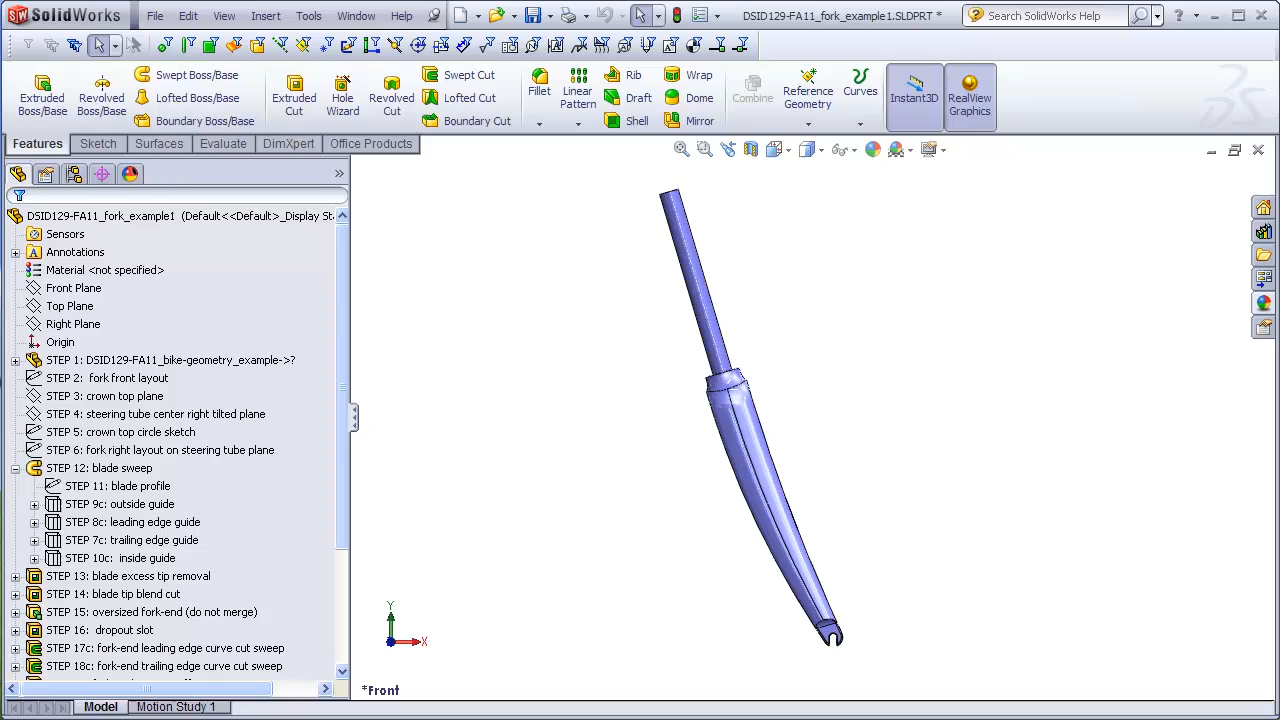 SolidWorks File Edit View Insert Tools Window Help DSID129-FA11_fork_example1.SLDPRT * Search SolidWorks Help
Extruded Boss/Base
Revolved Boss/Base
Swept Boss/Base
Lofted Boss/Base
Boundary Boss/Base
Extruded Cut
Hole Wizard
Revolved Cut
Swept Cut
Lofted Cut
Boundary Cut
Fillet
Linear Pattern
Rib
Draft
Shell
Wrap
Dome
Mirror
Combine
Reference Geometry
Curves
Instant3D
RealView Graphics
Features Sketch Surfaces Evaluate DimXpert Office Products
DSID129-FA11_fork_example1 (Default<<Default>_Display St
Sensors
Annotations
Material <not specified>
Front Plane
Top Plane
Right Plane
Origin
STEP 1: DSID129-FA11_bike-geometry_example->?
STEP 2: fork front layout
STEP 3: crown top plane
STEP 4: steering tube center right tilted plane
STEP 5: crown top circle sketch
STEP 6: fork right layout on steering tube plane
STEP 12: blade sweep
STEP 11: blade profile
STEP 9c: outside guide
STEP 8c: leading edge guide
STEP 7c: trailing edge guide
STEP 10c: inside guide
STEP 13: blade excess tip removal
STEP 14: blade tip blend cut
STEP 15: oversized fork-end (do not merge)
STEP 16: dropout slot
STEP 17c: fork-end leading edge curve cut sweep
STEP 18c: fork-end trailing edge curve cut sweep
Y
X
*Front
Model Motion Study 1